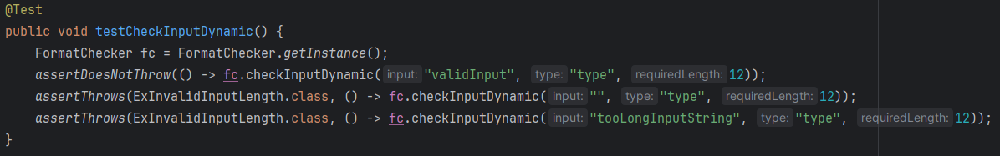 @Test
public void testCheckInputDynamic() {
    FormatChecker fc = FormatChecker.getInstance();
    assertDoesNotThrow(() -> fc.checkInputDynamic( input: "validInput", type: "type", requiredLength: 12));
    assertThrows(ExInvalidInputLength.class, () -> fc.checkInputDynamic( input: "", type: "type", requiredLength: 12));
    assertThrows(ExInvalidInputLength.class, () -> fc.checkInputDynamic( input: "tooLongInputString", type: "type", requiredLength: 12));
}